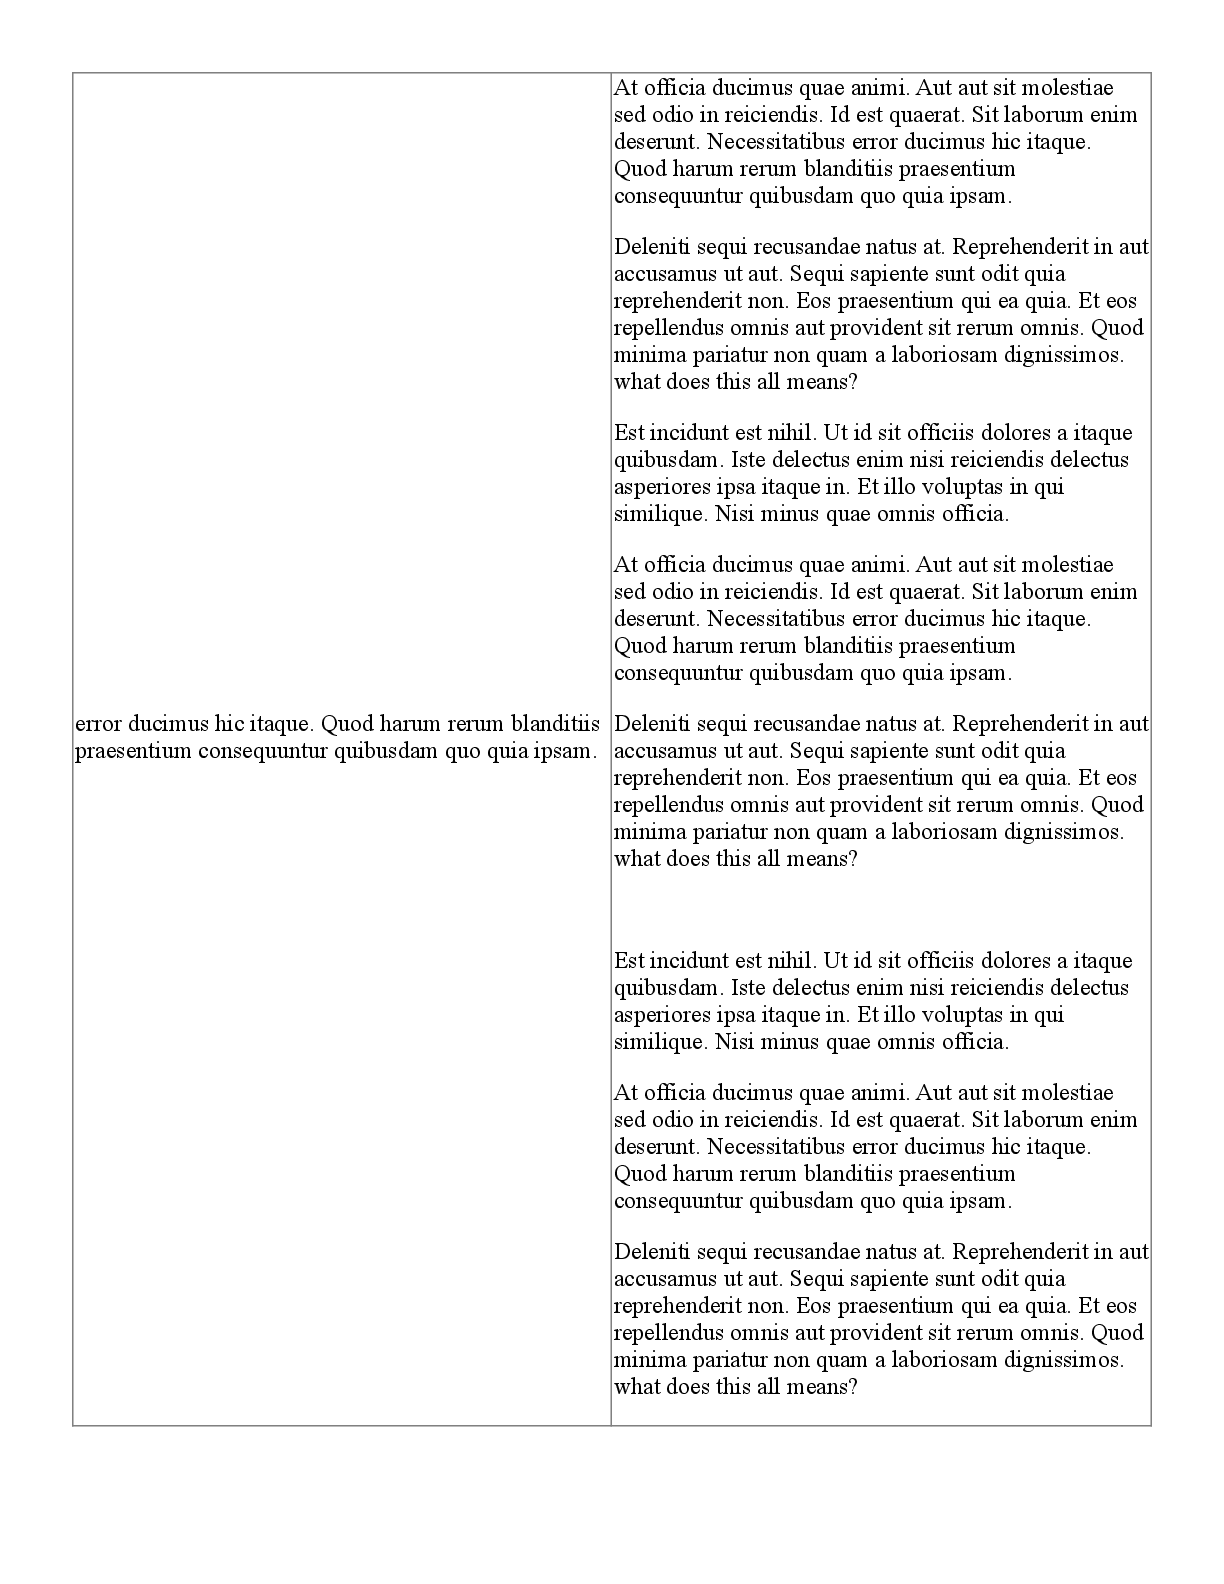 error ducimus hic itaque. Quod harum rerum blanditiis
praesentium consequuntur quibusdam quo quia ipsam.
At officia ducimus quae animi. Aut aut sit molestiae
sed odio in reiciendis. Id est quaerat. Sit laborum enim
deserunt. Necessitatibus error ducimus hic itaque.
Quod harum rerum blanditiis praesentium
consequuntur quibusdam quo quia ipsam.
Deleniti sequi recusandae natus at. Reprehenderit in aut
accusamus ut aut. Sequi sapiente sunt odit quia
reprehenderit non. Eos praesentium qui ea quia. Et eos
repellendus omnis aut provident sit rerum omnis. Quod
minima pariatur non quam a laboriosam dignissimos.
what does this all means?
Est incidunt est nihil. Ut id sit officiis dolores a itaque
quibusdam. Iste delectus enim nisi reiciendis delectus
asperiores ipsa itaque in. Et illo voluptas in qui
similique. Nisi minus quae omnis officia.
At officia ducimus quae animi. Aut aut sit molestiae
sed odio in reiciendis. Id est quaerat. Sit laborum enim
deserunt. Necessitatibus error ducimus hic itaque.
Quod harum rerum blanditiis praesentium
consequuntur quibusdam quo quia ipsam.
Deleniti sequi recusandae natus at. Reprehenderit in aut
accusamus ut aut. Sequi sapiente sunt odit quia
reprehenderit non. Eos praesentium qui ea quia. Et eos
repellendus omnis aut provident sit rerum omnis. Quod
minima pariatur non quam a laboriosam dignissimos.
what does this all means?
Est incidunt est nihil. Ut id sit officiis dolores a itaque
quibusdam. Iste delectus enim nisi reiciendis delectus
asperiores ipsa itaque in. Et illo voluptas in qui
similique. Nisi minus quae omnis officia.
At officia ducimus quae animi. Aut aut sit molestiae
sed odio in reiciendis. Id est quaerat. Sit laborum enim
deserunt. Necessitatibus error ducimus hic itaque.
Quod harum rerum blanditiis praesentium
consequuntur quibusdam quo quia ipsam.
Deleniti sequi recusandae natus at. Reprehenderit in aut
accusamus ut aut. Sequi sapiente sunt odit quia
reprehenderit non. Eos praesentium qui ea quia. Et eos
repellendus omnis aut provident sit rerum omnis. Quod
minima pariatur non quam a laboriosam dignissimos.
what does this all means?